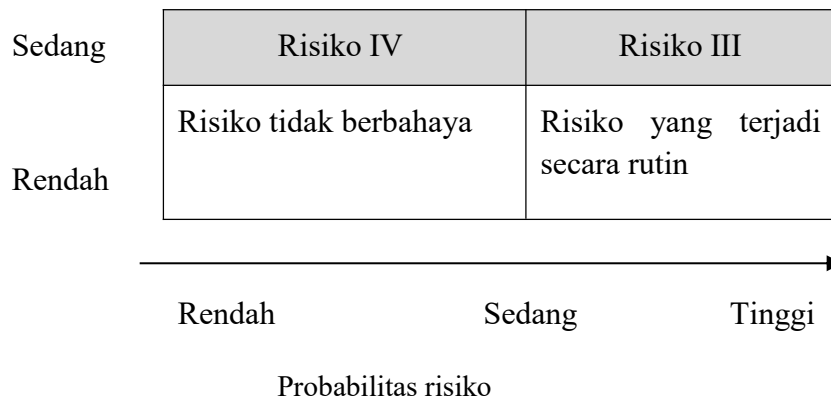 Sedang Risiko IV Risiko III
Risiko tidak berbahaya Risiko yang terjadi
secara rutin
Rendah
Rendah Sedang Tinggi
Probabilitas risiko